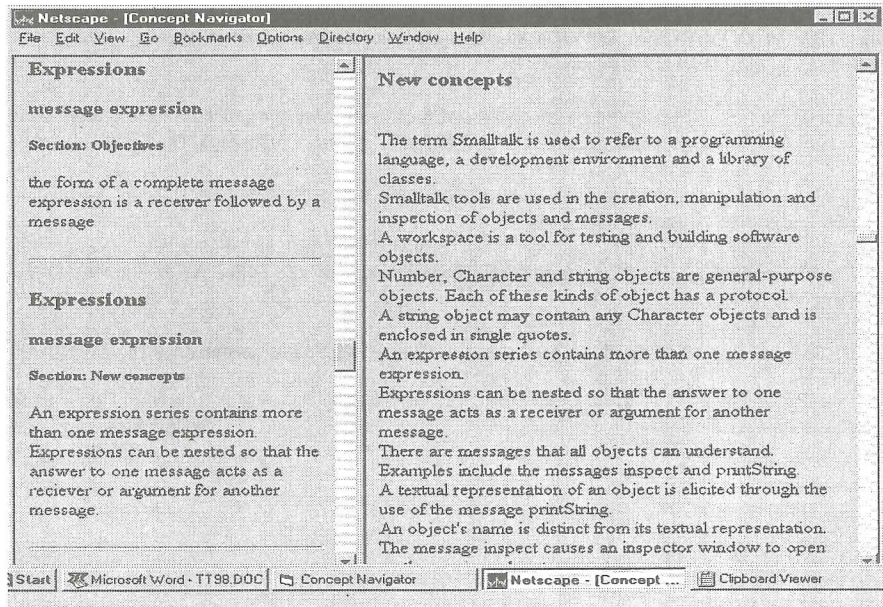 Netscape - [Concept Navigator]
File Edit View Go Bookmarks Options Directory Window Help
Expressions
message expression
Section: Objectives
the form of a complete message
expression is a receiver followed by a
message
Expressions
message expression
Section: New concepts
An expression series contains more
than one message expression.
Expressions can be nested so that the
answer to one message acts as a
reciever or argument for another
message.
New concepts
The term Smalltalk is used to refer to a programming
language, a development environment and a library of
classes.
Smalltalk tools are used in the creation, manipulation and
inspection of objects and messages.
A workspace is a tool for testing and building software
objects.
Number, Character and string objects are general-purpose
objects. Each of these kinds of object has a protocol.
A string object may contain any Character objects and is
enclosed in single quotes.
An expression series contains more than one message
expression.
Expressions can be nested so that the answer to one
message acts as a receiver or argument for another
message.
There are messages that all objects can understand.
Examples include the messages inspect and printString
A textual representation of an object is elicited through the
use of the message printString.
An object's name is distinct from its textual representation.
The message inspect causes an inspector window to open
Start Microsoft Word - TT98.DOC Concept Navigator Netscape - [Concept ... Clipboard Viewer